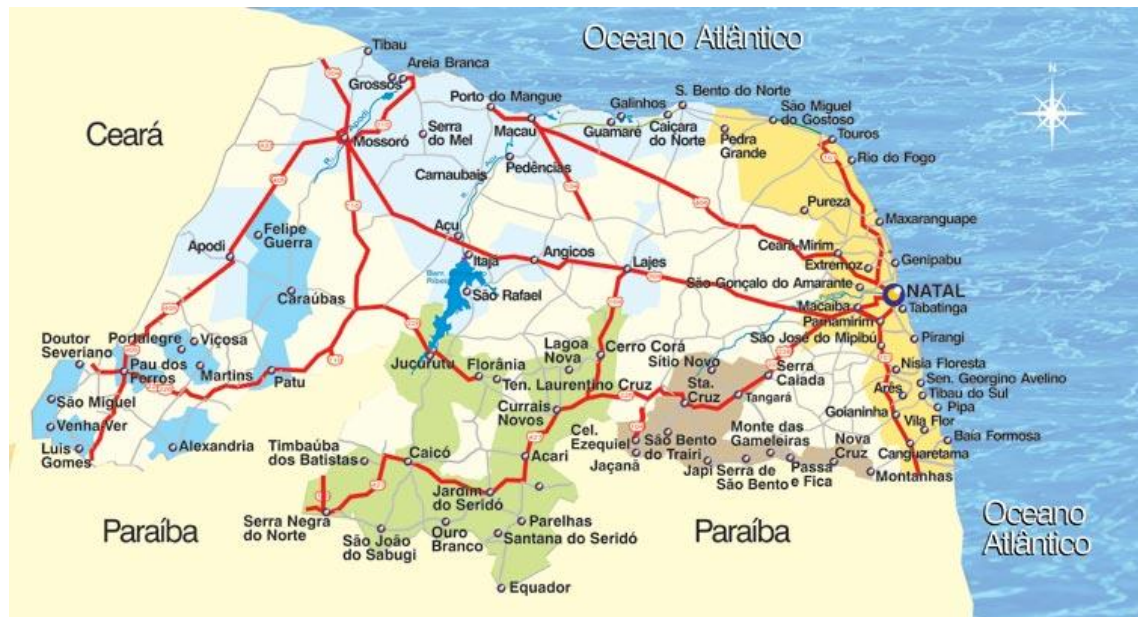 Oceano Atlântico
Tibau
Areia Branca
Grossos
Porto do Mangue
Galinhos
S. Bento do Norte
São Miguel
do Gostoso
Ceará
Mossoró
Apodi
Serra
do Mel
Macau
Guamaré
Caiçara
do Norte
Pedra
Grande
Touros
Rio do Fogo
Carnaubais
Pedências
Pureza
Maxaranguape
Felipe
Guerra
Açu
Apodi
Itajá
Angicos
Lajes
Ceará-Mirim
Extremoz
Genipabu
São Gonçalo do Amarante
NATAL
Caraúbas
São Rafael
Macaiba
Tabatinga
Parnamirim
Doutor
Severiano
Portalegre
Viçosa
Lagoa
Nova
Cerro Corá
São José do Mipibú
Pirangi
Juçurutu
Florânia
Sítio Novo
Serra
Caiada
Nisia Floresta
Pau dos
Ferros
Martins
Patu
Ten. Laurentino Cruz
Sta.
Cruz
Tangará
Arês
Sen. Georgino Avelino
Tibau do Sul
Pipa
São Miguel
Currais
Novos
Goianinha
Vila Flor
Venha-Ver
Cel.
Ezequiel
São Bento
do Trairi
Monte das
Gameleiras
Nova
Cruz
Baía Formosa
Canguaretama
Luis
Gomes
Alexandria
Timbaúba
dos Batistas
Caicó
Acari
Jaçanã
Japi
Serra de
São Bento
Passa
e Fica
Montanhas
Jardim
do Seridó
Paraíba
Serra Negra
do Norte
São João
do Sabugi
Ouro
Branco
Parelhas
Santana do Seridó
Paraíba
Oceano
Atlântico
Equador